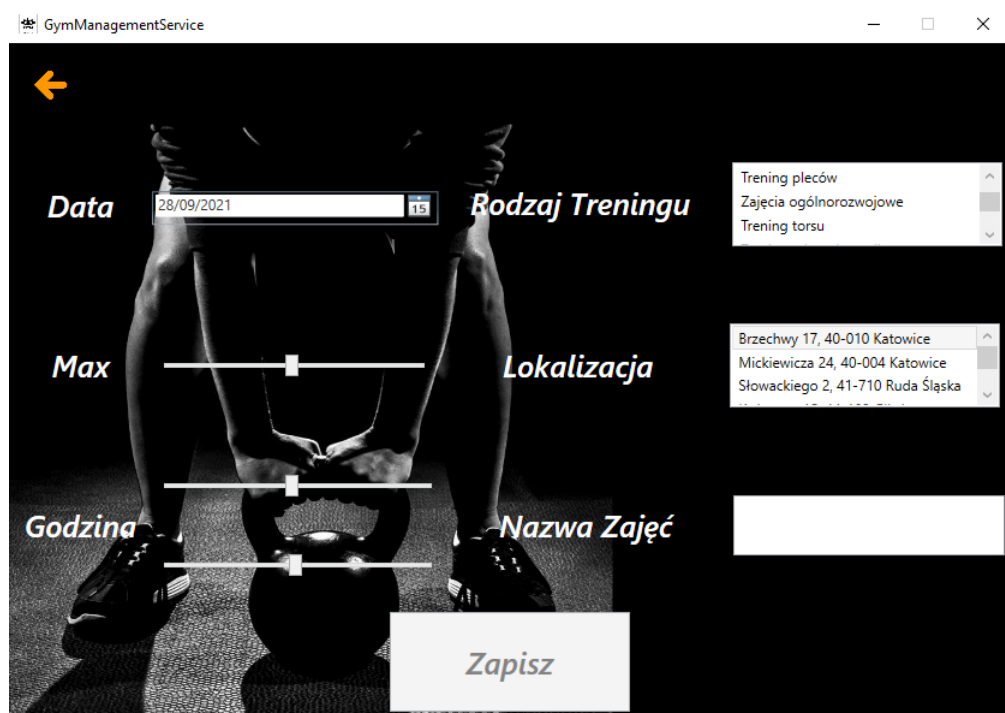 GymManagementService
Data
28/09/2021
15
Rodzaj Treningu
Trening pleców
Zajęcia ogólnorozwojowe
Trening torsu
Max
Lokalizacja
Brzechwy 17, 40-010 Katowice
Mickiewicza 24, 40-004 Katowice
Słowackiego 2, 41-710 Ruda Śląska
Godzina
Nazwa Zajęć
Zapisz